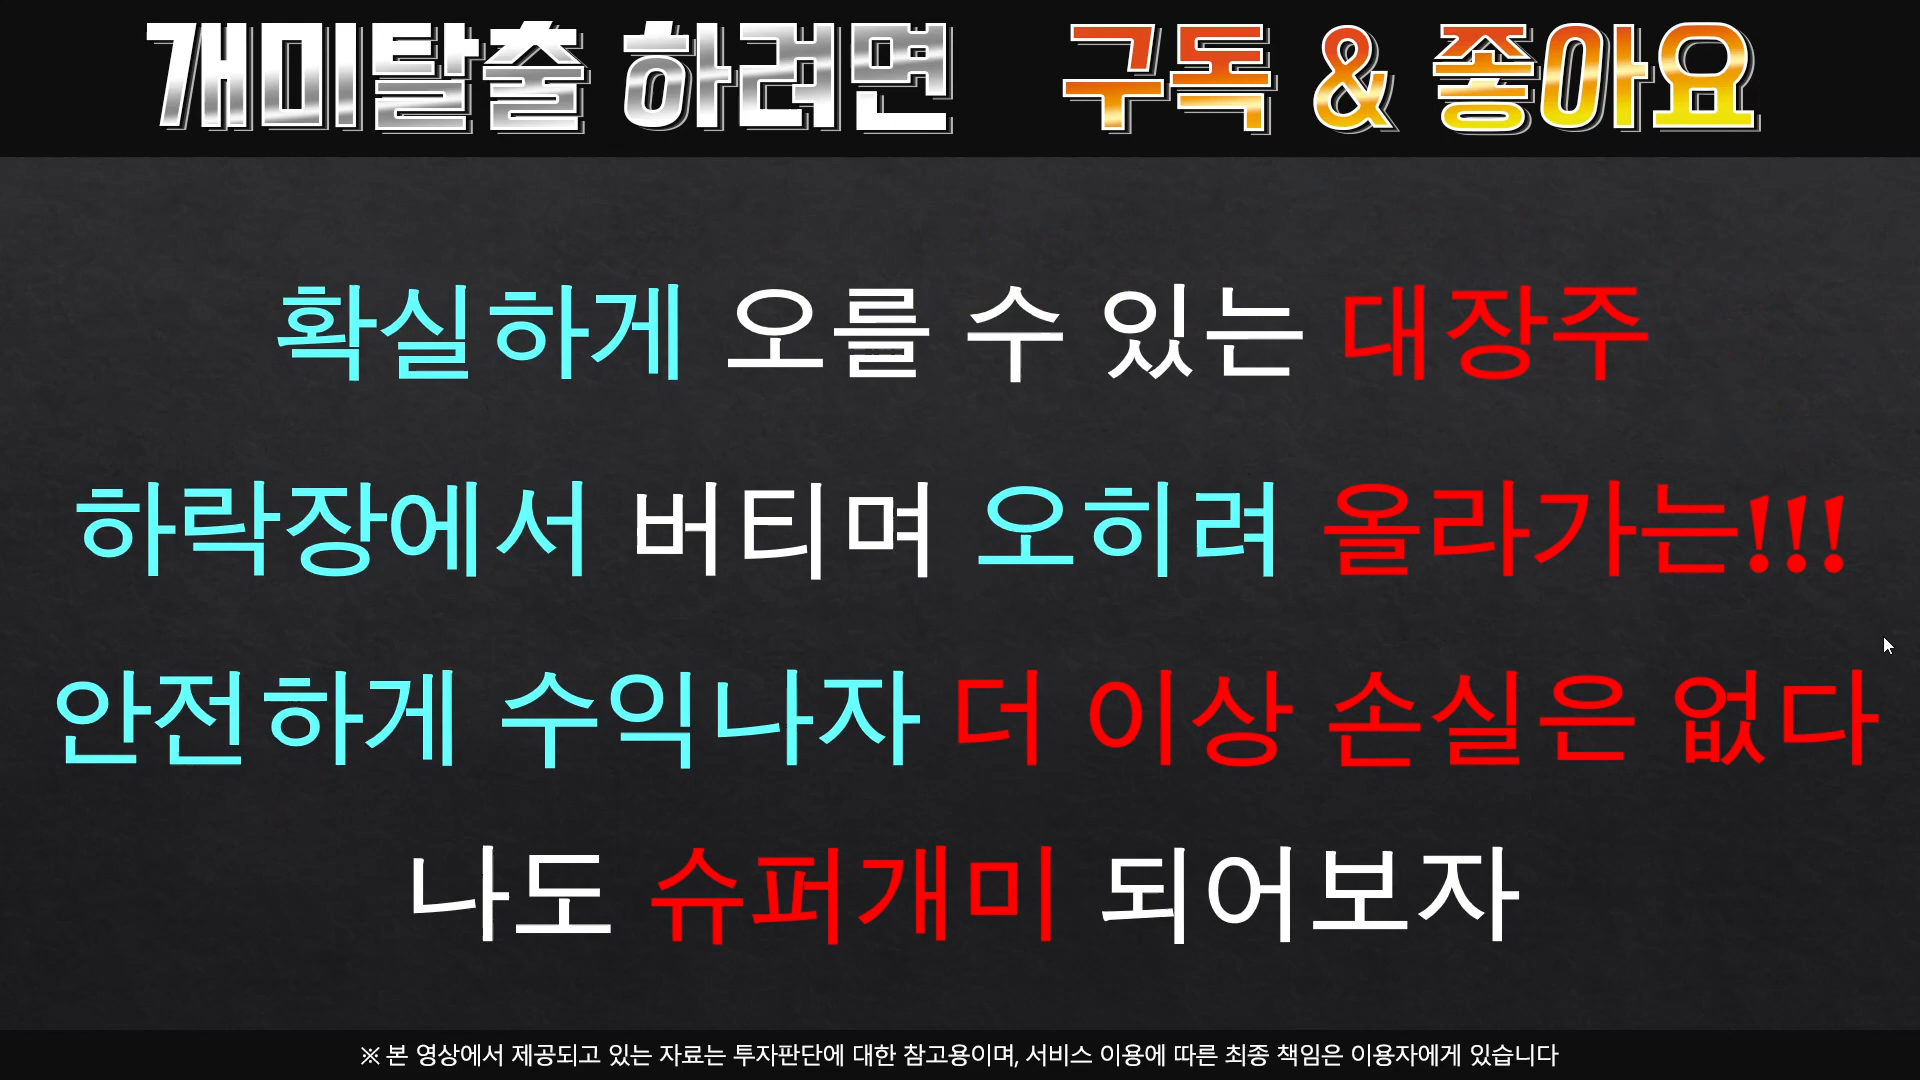 개미탈출 하려면 구독 & 좋아요
확실하게 오를 수 있는 대장주
하락장에서 버티며 오히려 올라가는!!!
안전하게 수익나자 더 이상 손실은 없다
나도 슈퍼개미 되어보자
※ 본 영상에서 제공되고 있는 자료는 투자판단에 대한 참고용이며, 서비스 이용에 따른 최종 책임은 이용자에게 있습니다